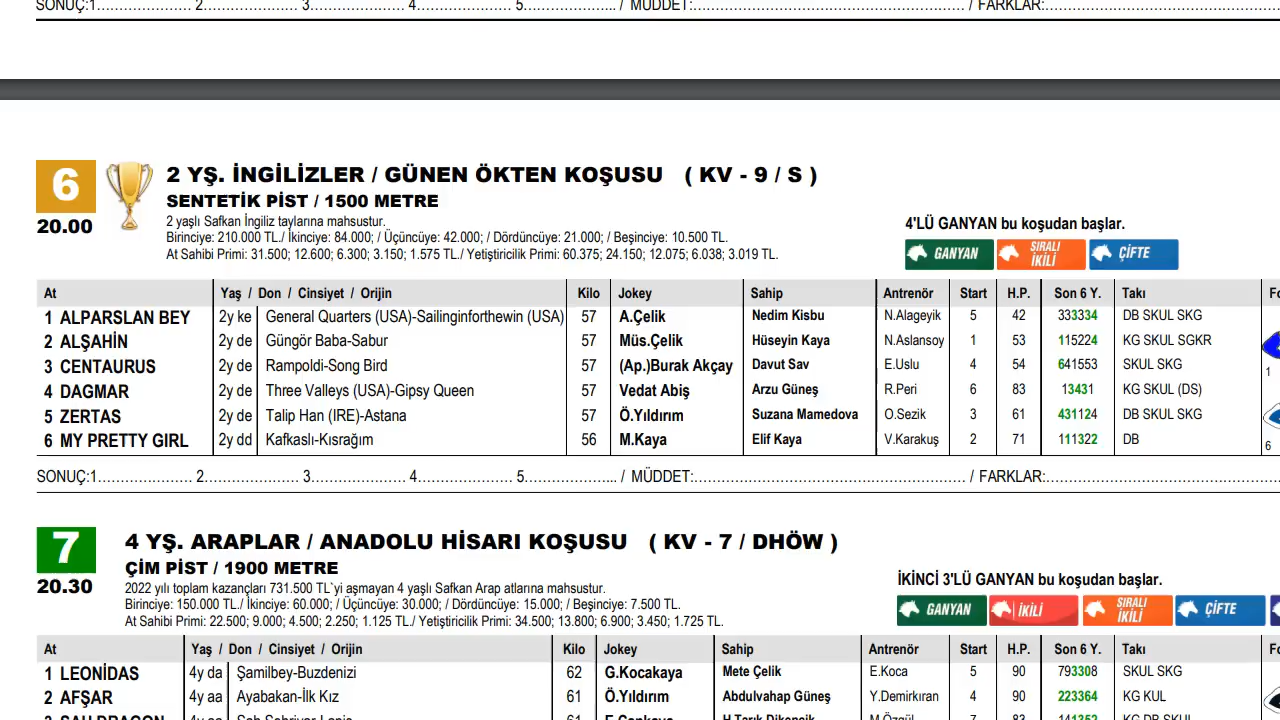 SONUÇ:1...................... 2...................... 3...................... 4...................... 5...................... / MÜDDET:.............................................................. / FARKLAR:......................................................
6
20.00
2 YŞ. İNGİLİZLER / GÜNEN ÖKTEN KOŞUSU ( KV - 9 / S )
SENTETİK PİST / 1500 METRE
2 yaşlı Safkan İngiliz taylarına mahsustur.
Birinciye: 210.000 TL./ İkinciye: 84.000; / Üçüncüye: 42.000; / Dördüncüye: 21.000; / Beşinciye: 10.500 TL.
At Sahibi Primi: 31.500; 12.600; 6.300; 3.150; 1.575 TL./ Yetiştiricilik Primi: 60.375; 24.150; 12.075; 6.038; 3.019 TL.
4'LÜ GANYAN bu koşudan başlar.
GANYAN SIRALI İKİLİ ÇİFTE
At Yaş / Don / Cinsiyet / Orijin Kilo Jokey Sahip Antrenör Start H.P. Son 6 Y. Takı Fo
1 ALPARSLAN BEY 2y ke General Quarters (USA)-Sailinginforthewin (USA) 57 A.Çelik Nedim Kisbu N.Alageyik 5 42 333334 DB SKUL SKG
2 ALŞAHİN 2y de Güngör Baba-Sabur 57 Müs.Çelik Hüseyin Kaya N.Aslansoy 1 53 115224 KG SKUL SGKR
3 CENTAURUS 2y de Rampoldi-Song Bird 57 (Ap.)Burak Akçay Davut Sav E.Uslu 4 54 641553 SKUL SKG 1
4 DAGMAR 2y de Three Valleys (USA)-Gipsy Queen 57 Vedat Abiş Arzu Güneş R.Peri 6 83 13431 KG SKUL (DS)
5 ZERTAS 2y de Talip Han (IRE)-Astana 57 Ö.Yıldırım Suzana Mamedova O.Sezik 3 61 431124 DB SKUL SKG
6 MY PRETTY GIRL 2y dd Kafkaslı-Kısrağım 56 M.Kaya Elif Kaya V.Karakuş 2 71 111322 DB 6
SONUÇ:1...................... 2...................... 3...................... 4...................... 5...................... / MÜDDET:.............................................................. / FARKLAR:......................................................
7
20.30
4 YŞ. ARAPLAR / ANADOLU HİSARI KOŞUSU ( KV - 7 / DHÖW )
ÇİM PİST / 1900 METRE
2022 yılı toplam kazançları 731.500 TL`yi aşmayan 4 yaşlı Safkan Arap atlarına mahsustur.
Birinciye: 150.000 TL./ İkinciye: 60.000; / Üçüncüye: 30.000; / Dördüncüye: 15.000; / Beşinciye: 7.500 TL.
At Sahibi Primi: 22.500; 9.000; 4.500; 2.250; 1.125 TL./ Yetiştiricilik Primi: 34.500; 13.800; 6.900; 3.450; 1.725 TL.
İKİNCİ 3'LÜ GANYAN bu koşudan başlar.
GANYAN İKİLİ SIRALI İKİLİ ÇİFTE
At Yaş / Don / Cinsiyet / Orijin Kilo Jokey Sahip Antrenör Start H.P. Son 6 Y. Takı Fo
1 LEONİDAS 4y da Şamilbey-Buzdenizi 62 G.Kocakaya Mete Çelik E.Koca 5 90 793308 SKUL SKG
2 AFŞAR 4y aa Ayabakan-İlk Kız 61 Ö.Yıldırım Abdulvahap Güneş Y.Demirkıran 4 90 223364 KG KUL